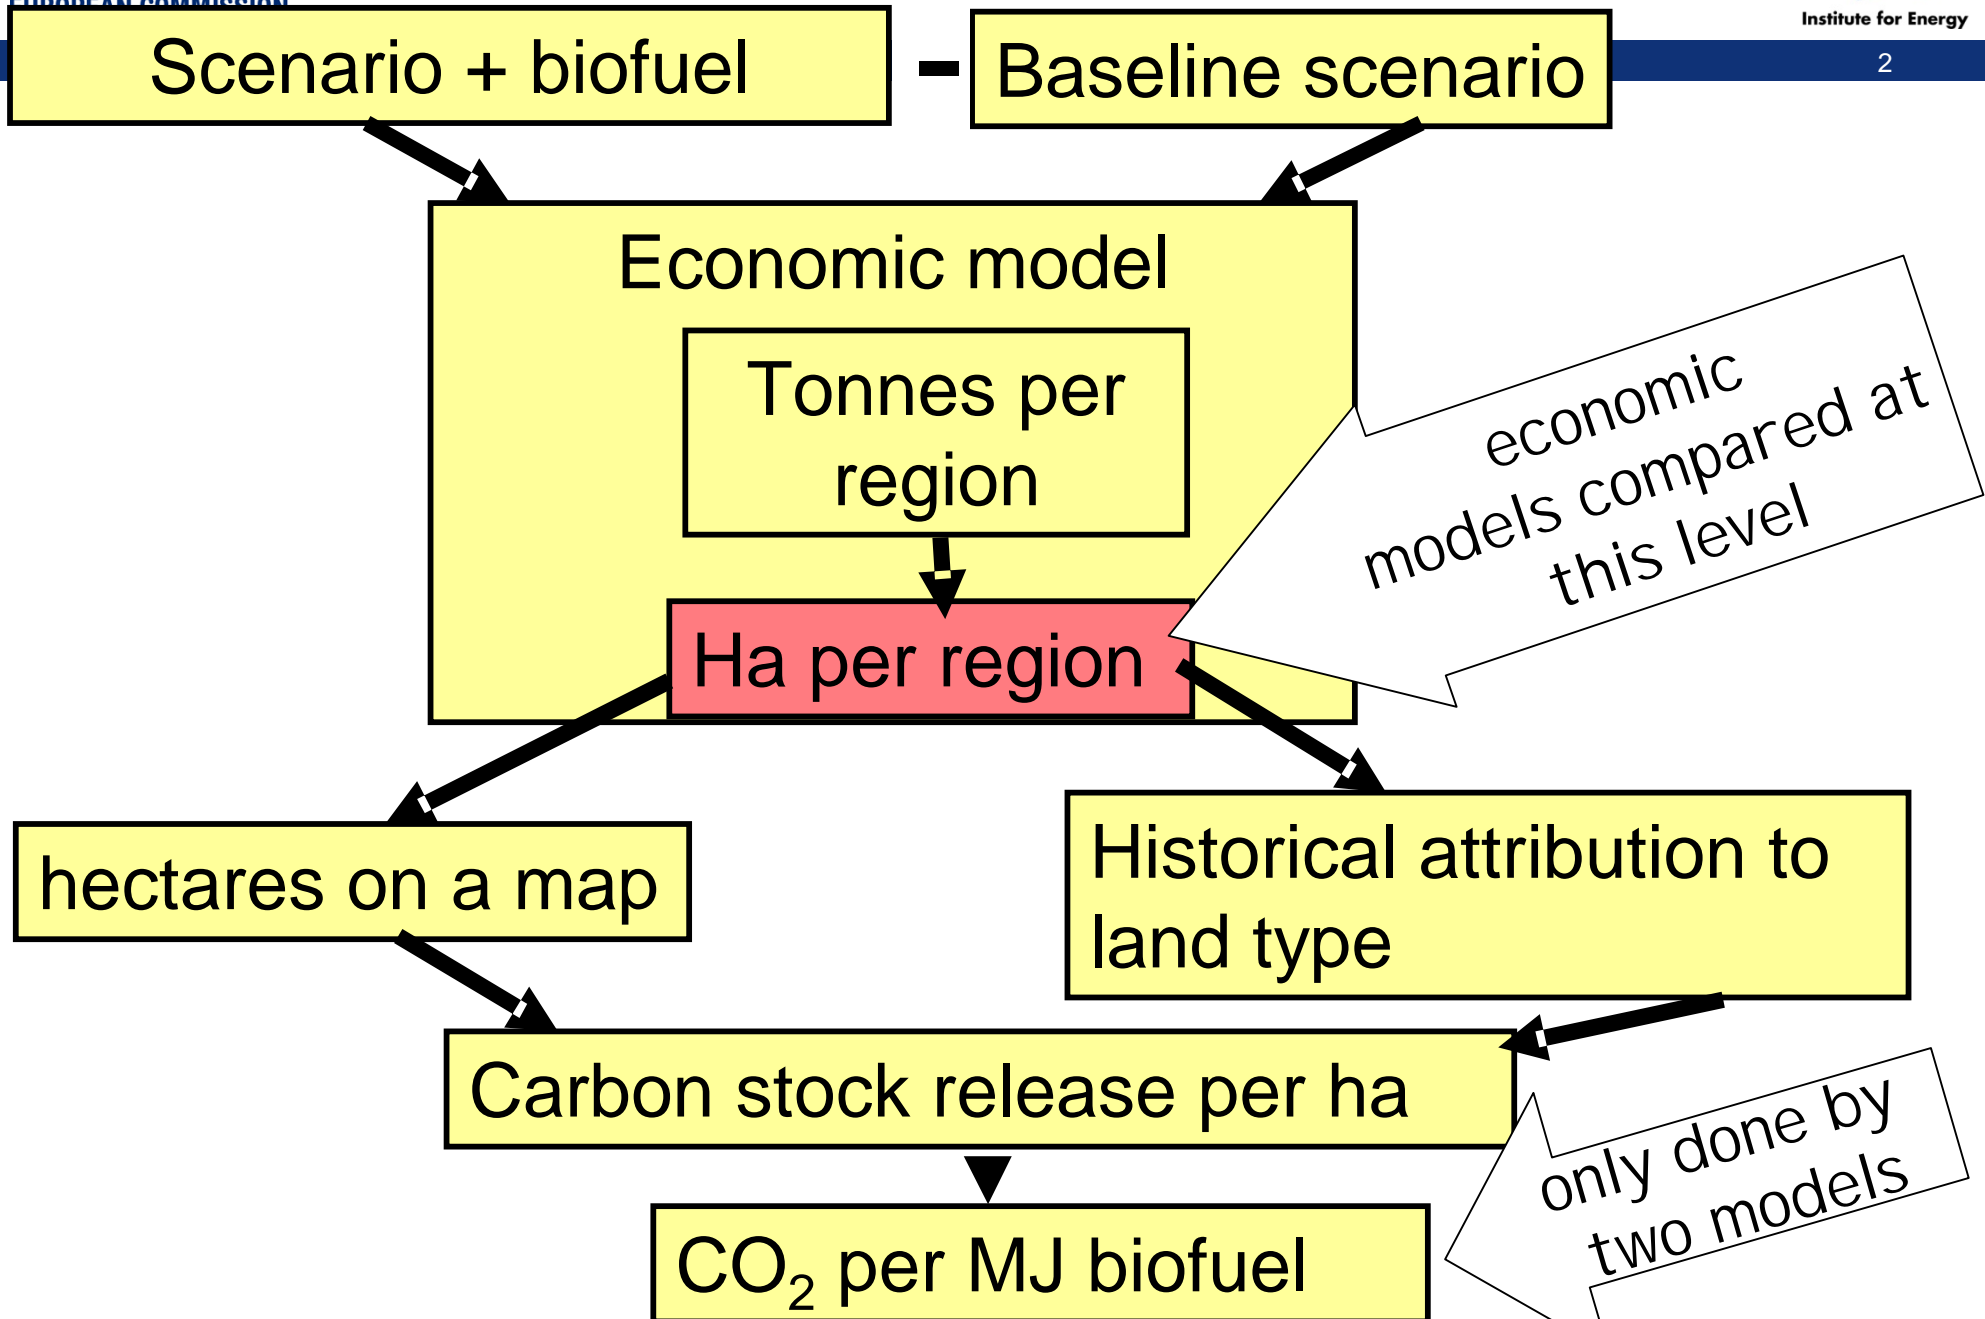 EUROPEAN COMMISSION
Institute for Energy
2
Scenario + biofuel
-
Baseline scenario
Economic model
Tonnes per
region
Ha per region
economic
models compared at
this level
hectares on a map
Historical attribution to
land type
Carbon stock release per ha
only done by
two models
CO₂ per MJ biofuel